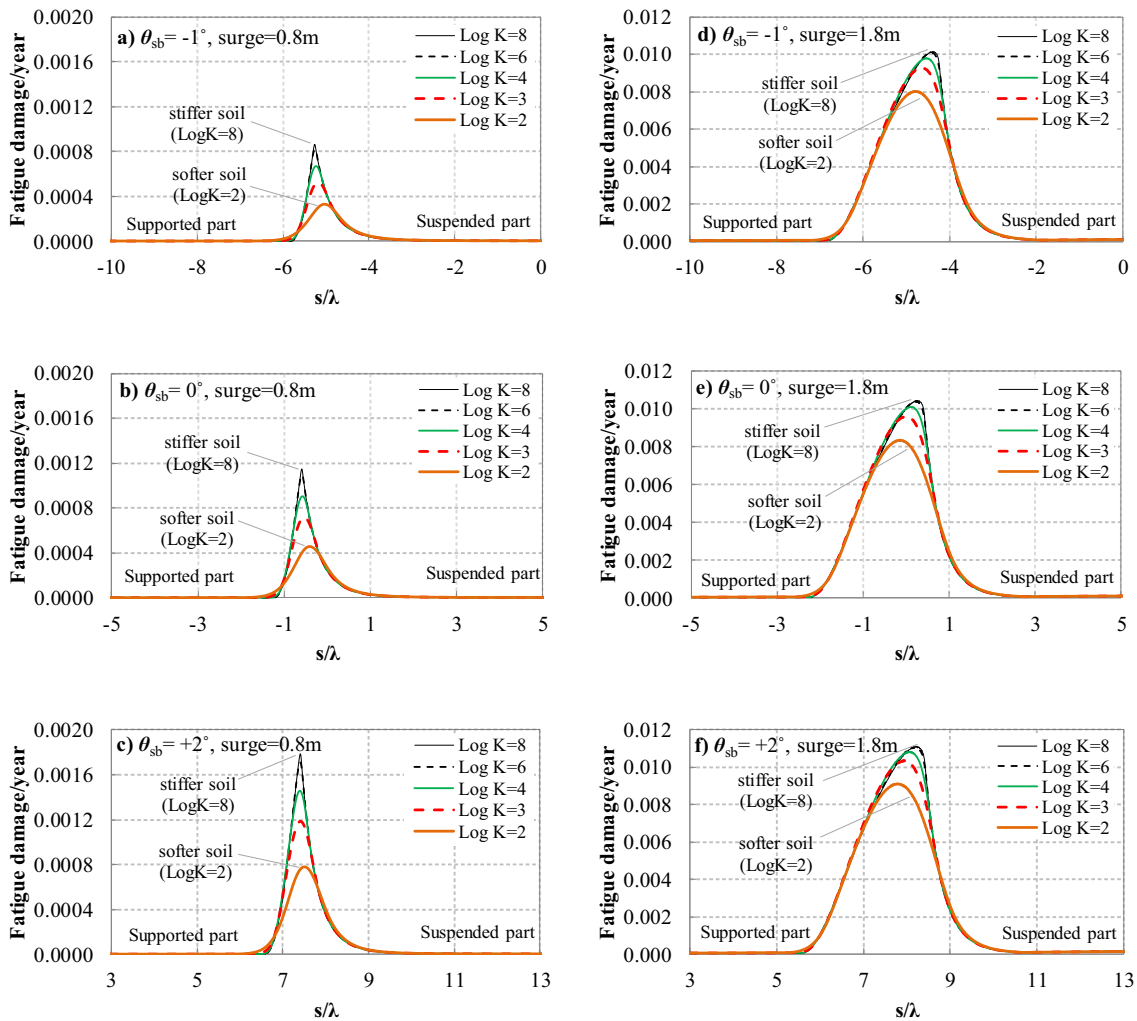 a) θsb= -1˚, surge=0.8m
Fatigue damage/year
0.0020
0.0016
0.0012
0.0008
0.0004
0.0000
Log K=8
Log K=6
Log K=4
Log K=3
Log K=2
stiffer soil
(LogK=8)
softer soil
(LogK=2)
Supported part
Suspended part
-10
-8
-6
-4
-2
0
s/λ
d) θsb= -1˚, surge=1.8m
Fatigue damage/year
0.012
0.010
0.008
0.006
0.004
0.002
0.000
Log K=8
Log K=6
Log K=4
Log K=3
Log K=2
stiffer soil
(LogK=8)
softer soil
(LogK=2)
Supported part
Suspended part
-10
-8
-6
-4
-2
0
s/λ
b) θsb= 0˚, surge=0.8m
Fatigue damage/year
0.0020
0.0016
0.0012
0.0008
0.0004
0.0000
Log K=8
Log K=6
Log K=4
Log K=3
Log K=2
stiffer soil
(LogK=8)
softer soil
(LogK=2)
Supported part
Suspended part
-5
-3
-1
1
3
5
s/λ
e) θsb= 0˚, surge=1.8m
Fatigue damage/year
0.012
0.010
0.008
0.006
0.004
0.002
0.000
Log K=8
Log K=6
Log K=4
Log K=3
Log K=2
stiffer soil
(LogK=8)
softer soil
(LogK=2)
Supported part
Suspended part
-5
-3
-1
1
3
5
s/λ
c) θsb= +2˚, surge=0.8m
Fatigue damage/year
0.0020
0.0016
0.0012
0.0008
0.0004
0.0000
Log K=8
Log K=6
Log K=4
Log K=3
Log K=2
stiffer soil
(LogK=8)
softer soil
(LogK=2)
Supported part
Suspended part
3
5
7
9
11
13
s/λ
f) θsb= +2˚, surge=1.8m
Fatigue damage/year
0.012
0.010
0.008
0.006
0.004
0.002
0.000
Log K=8
Log K=6
Log K=4
Log K=3
Log K=2
stiffer soil
(LogK=8)
softer soil
(LogK=2)
Supported part
Suspended part
3
5
7
9
11
13
s/λ